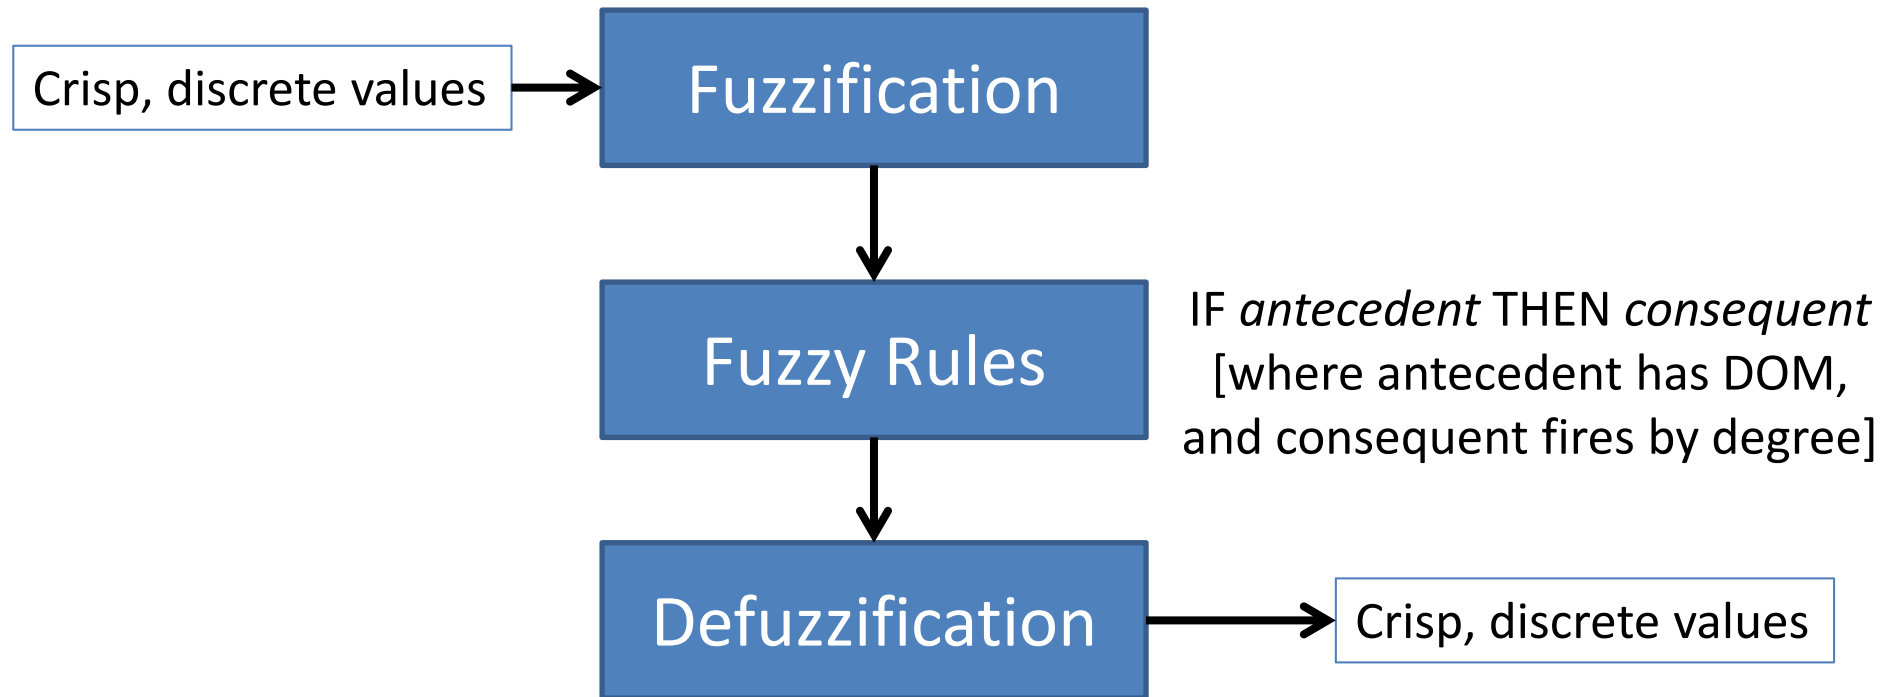 Crisp, discrete values
Fuzzification
Fuzzy Rules
IF antecedent THEN consequent
[where antecedent has DOM,
and consequent fires by degree]
Defuzzification
Crisp, discrete values